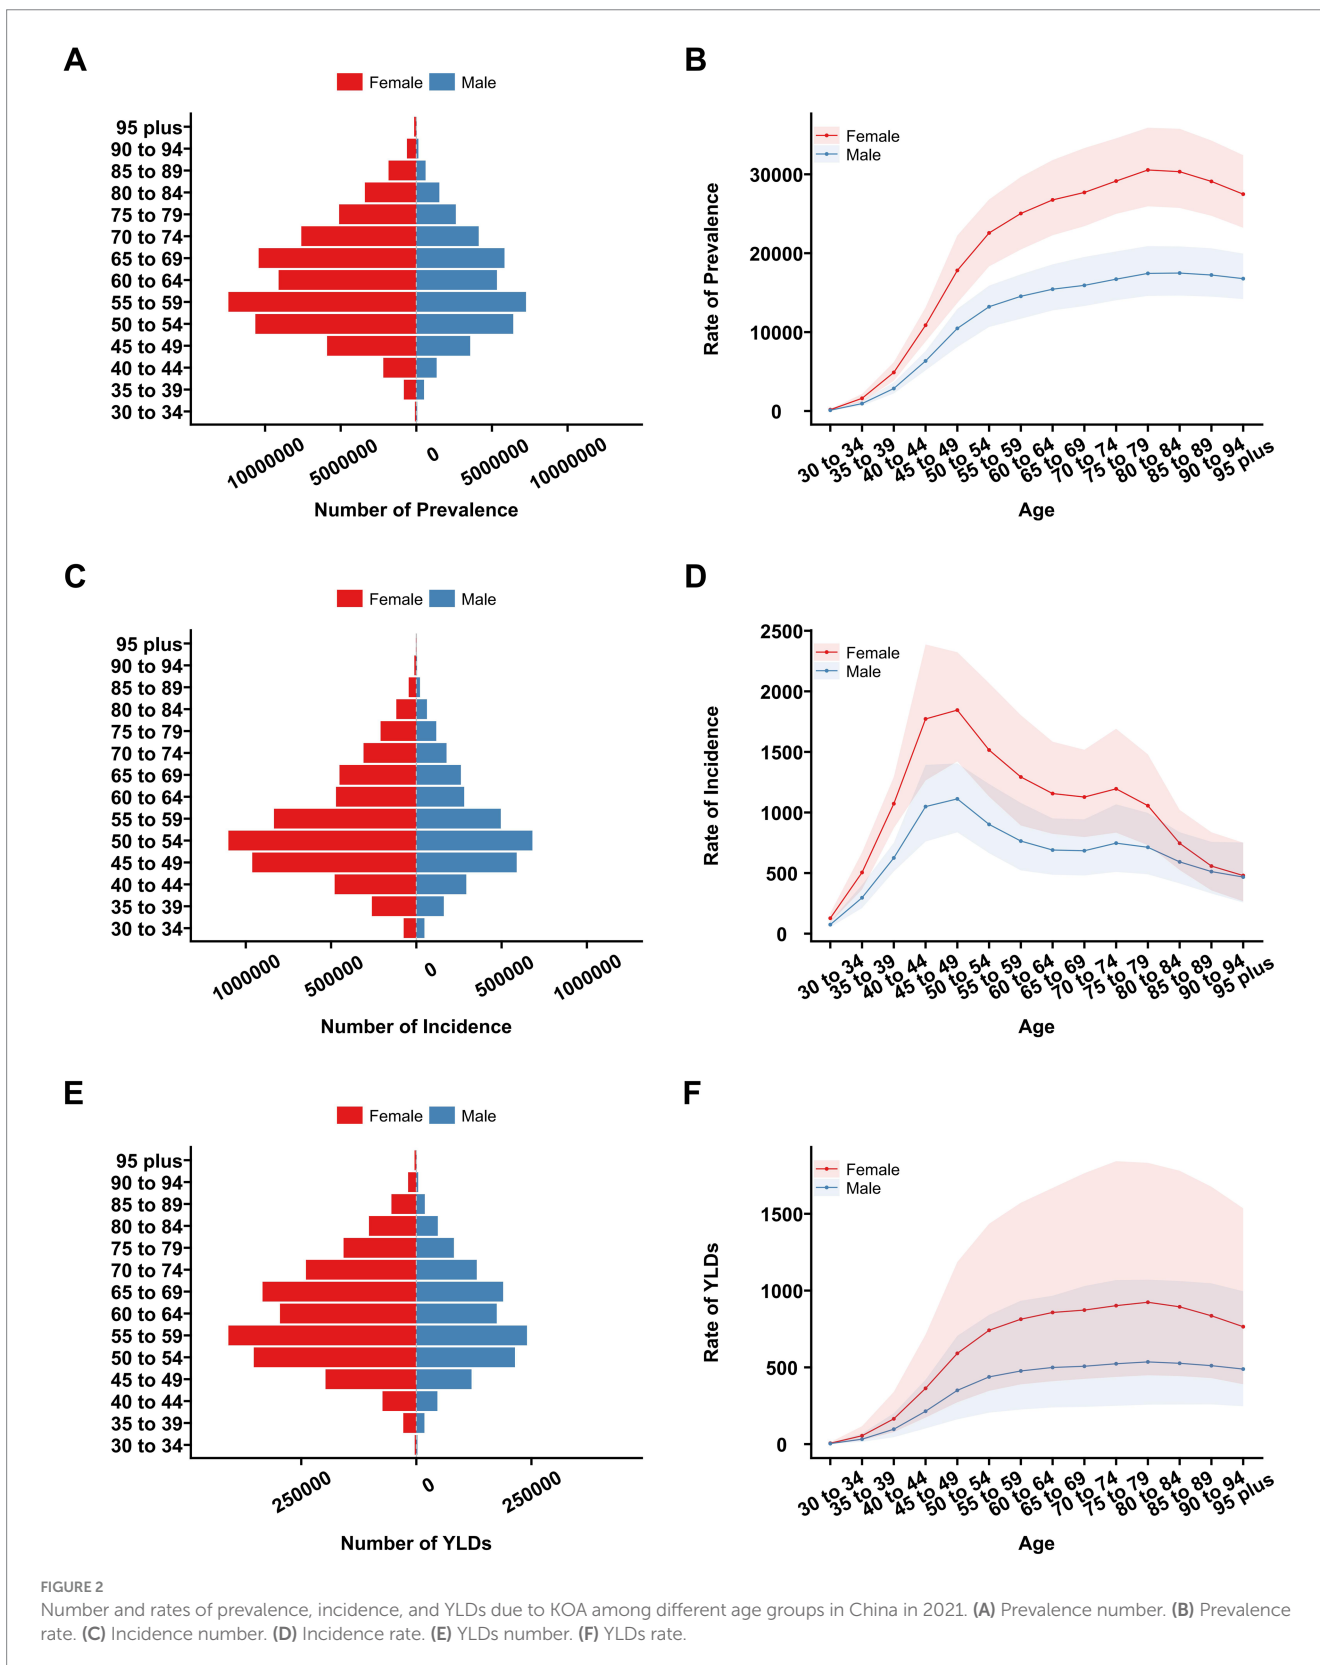 A
Female Male
95 plus
90 to 94
85 to 89
80 to 84
75 to 79
70 to 74
65 to 69
60 to 64
55 to 59
50 to 54
45 to 49
40 to 44
35 to 39
30 to 34
10000000 5000000 0 5000000 10000000
Number of Prevalence
B
Female
Male
Rate of Prevalence
30000
20000
10000
0
30 to 34 35 to 39 40 to 44 45 to 49 50 to 54 55 to 59 60 to 64 65 to 69 70 to 74 75 to 79 80 to 84 85 to 89 90 to 94 95 plus
Age
C
Female Male
95 plus
90 to 94
85 to 89
80 to 84
75 to 79
70 to 74
65 to 69
60 to 64
55 to 59
50 to 54
45 to 49
40 to 44
35 to 39
30 to 34
1000000 500000 0 500000 1000000
Number of Incidence
D
Female
Male
Rate of Incidence
2500
2000
1500
1000
500
0
30 to 34 35 to 39 40 to 44 45 to 49 50 to 54 55 to 59 60 to 64 65 to 69 70 to 74 75 to 79 80 to 84 85 to 89 90 to 94 95 plus
Age
E
Female Male
95 plus
90 to 94
85 to 89
80 to 84
75 to 79
70 to 74
65 to 69
60 to 64
55 to 59
50 to 54
45 to 49
40 to 44
35 to 39
30 to 34
250000 0 250000
Number of YLDs
F
Female
Male
Rate of YLDs
1500
1000
500
0
30 to 34 35 to 39 40 to 44 45 to 49 50 to 54 55 to 59 60 to 64 65 to 69 70 to 74 75 to 79 80 to 84 85 to 89 90 to 94 95 plus
Age
FIGURE 2
Number and rates of prevalence, incidence, and YLDs due to KOA among different age groups in China in 2021. (A) Prevalence number. (B) Prevalence
rate. (C) Incidence number. (D) Incidence rate. (E) YLDs number. (F) YLDs rate.